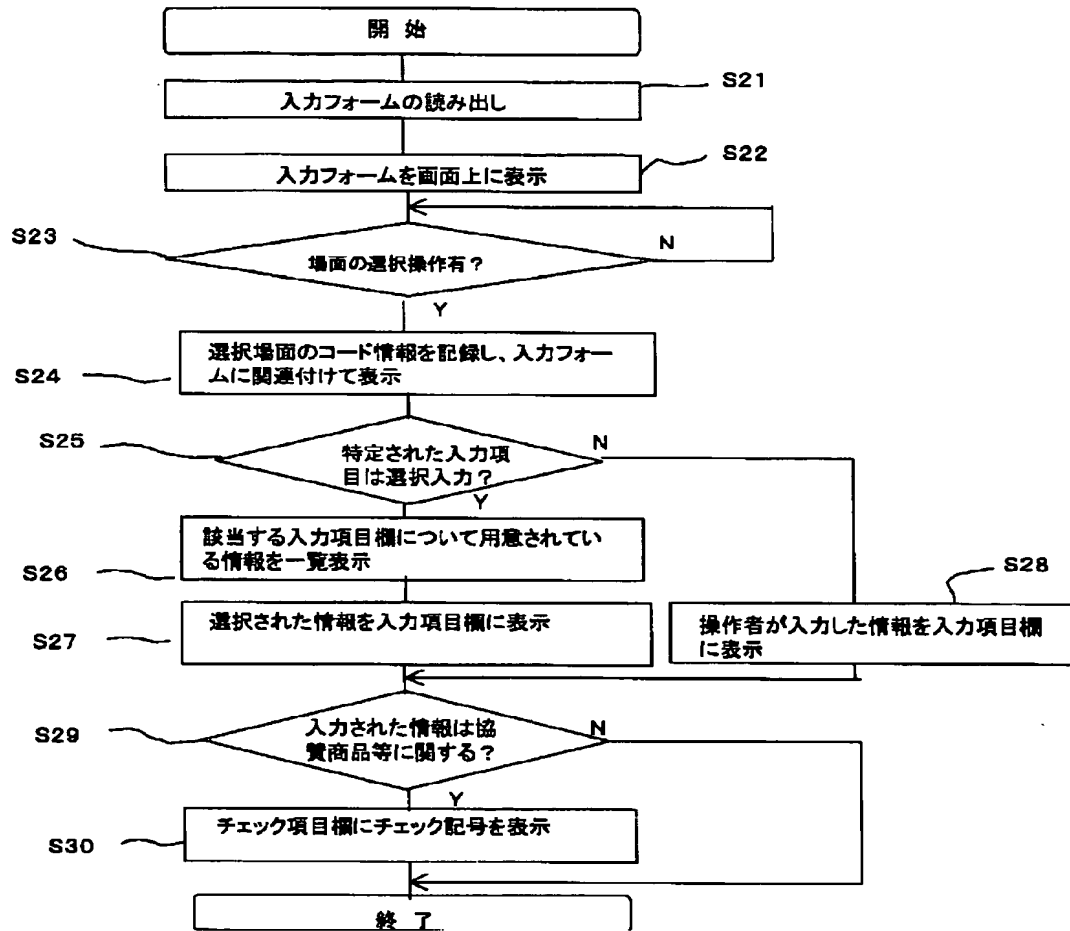 開 始
S21
入力フォームの読み出し
S22
入力フォームを画面上に表示
S23
N
場面の選択操作有？
Y
選択場面のコード情報を記録し、入力フォー
ムに関連付けて表示
S24
S25
N
特定された入力項
目は選択入力？
Y
該当する入力項目欄について用意されてい
る情報を一覧表示
S26
S28
選択された情報を入力項目欄に表示
S27
操作者が入力した情報を入力項目欄
に表示
S29
N
入力された情報は協
賛商品等に関する？
Y
チェック項目欄にチェック記号を表示
S30
終 了